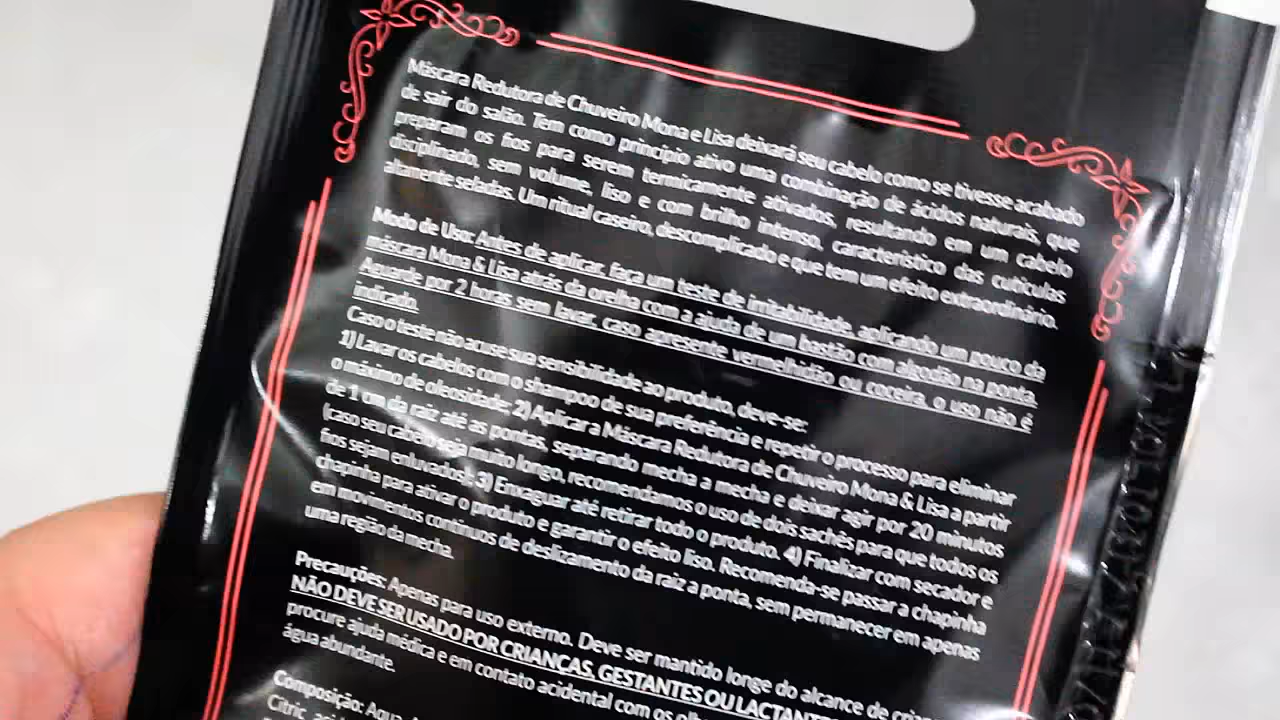 Máscara Redutora de Chuveiro Mona e Lisa deixará seu cabelo como se tivesse acabado
de sair do salão. Tem como princípio ativo uma combinação de ácidos naturais, que
preparam os fios para serem termicamente ativados, resultando em um cabelo
disciplinado, sem volume, liso e com brilho intenso, característico das cutículas
altamente seladas. Um ritual caseiro, descomplicado e que tem um efeito extraordinário.
Modo de Uso: Antes de aplicar, faça um teste de irritabilidade, aplicando um pouco da
máscara Mona & Lisa atrás da orelha com a ajuda de um bastão com algodão na ponta.
Aguarde por 2 horas sem lavar, caso apresente vermelhidão ou coceira, o uso não é
indicado.
Caso o teste não acuse sua sensibilidade ao produto, deve-se:
1) Lavar os cabelos com o shampoo de sua preferência e repetir o processo para eliminar
o máximo de oleosidade. 2) Aplicar a Máscara Redutora de Chuveiro Mona & Lisa a partir
de 1 cm da raiz até as pontas, separando mecha a mecha e deixar agir por 20 minutos
(caso seu cabelo seja muito longo, recomendamos o uso de dois sachês para que todos os
fios sejam enluvados). 3) Enxaguar até retirar todo o produto. 4) Finalizar com secador e
chapinha para ativar o produto e garantir o efeito liso. Recomenda-se passar a chapinha
em movimentos contínuos de deslizamento da raiz a ponta, sem permanecer em apenas
uma região da mecha.
Precauções: Apenas para uso externo. Deve ser mantido longe do alcance de
NÃO DEVE SER USADO POR CRIANÇAS, GESTANTES OU
procure ajuda médica e em contato acidental com os
água abundante.
Composição:
Citric